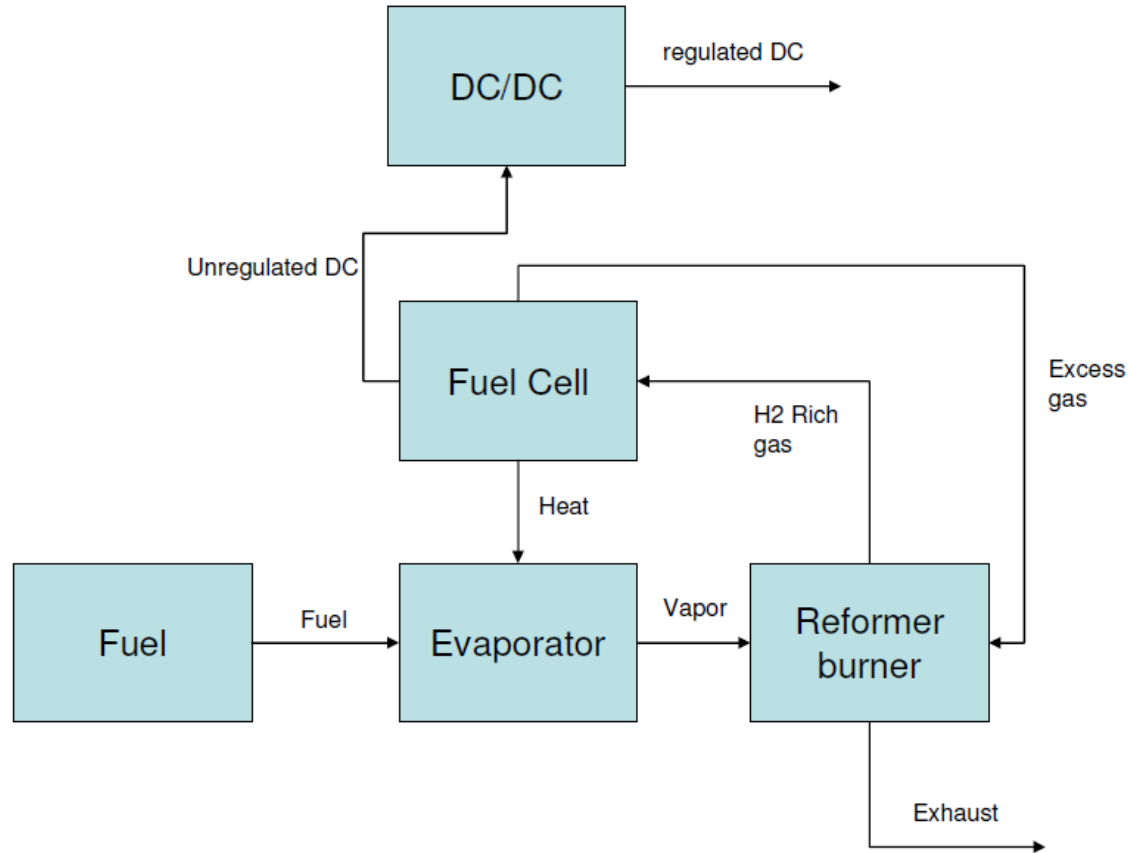 DC/DC
regulated DC
Unregulated DC
Fuel Cell
Excess
gas
H2 Rich
gas
Heat
Fuel
Fuel
Evaporator
Vapor
Reformer
burner
Exhaust